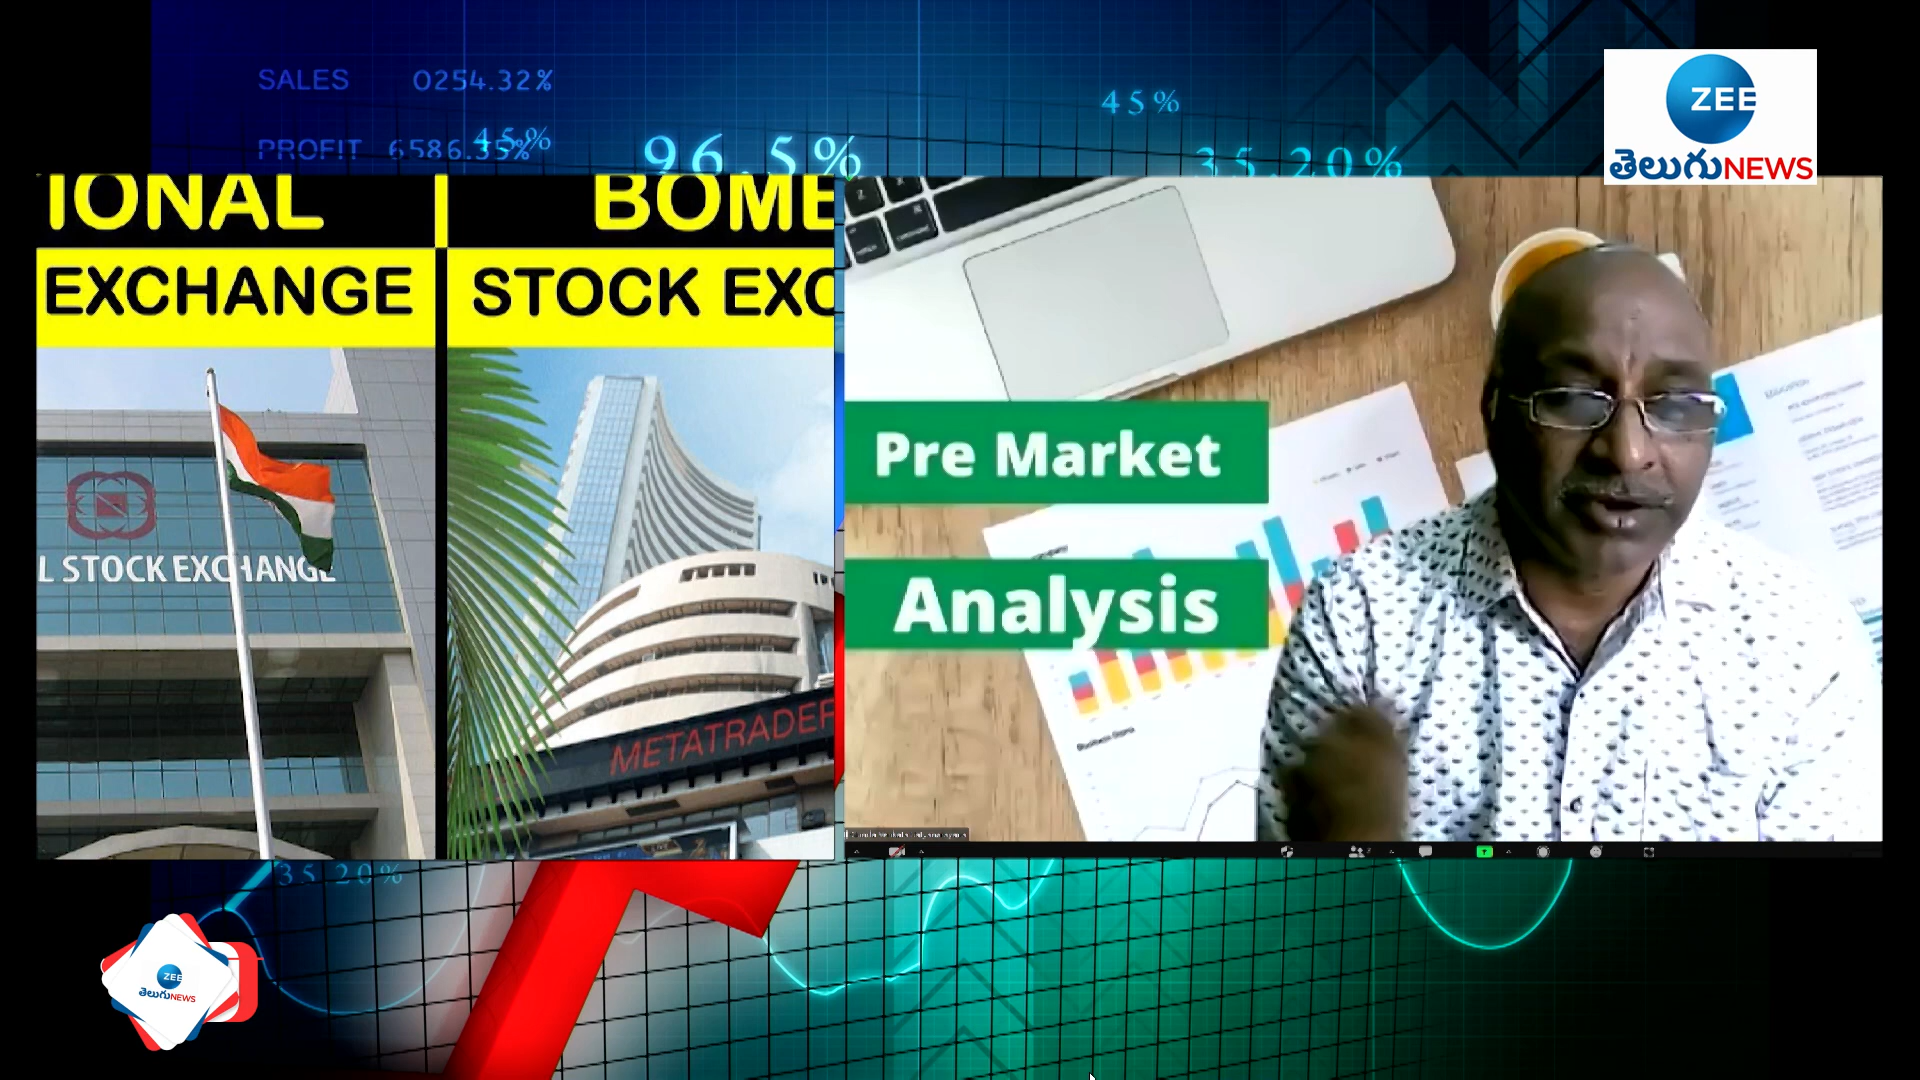 SALES 0254.32%
PROFIT 6586.35%
45%
96.5%
45%
35.20%
ZEE
తెలుగు NEWS
IONAL
BOMB
EXCHANGE
STOCK EXC
L STOCK EXCHANGE
METATRADER
Pre Market
Analysis
35 20%
ZEE
తెలుగు NEWS